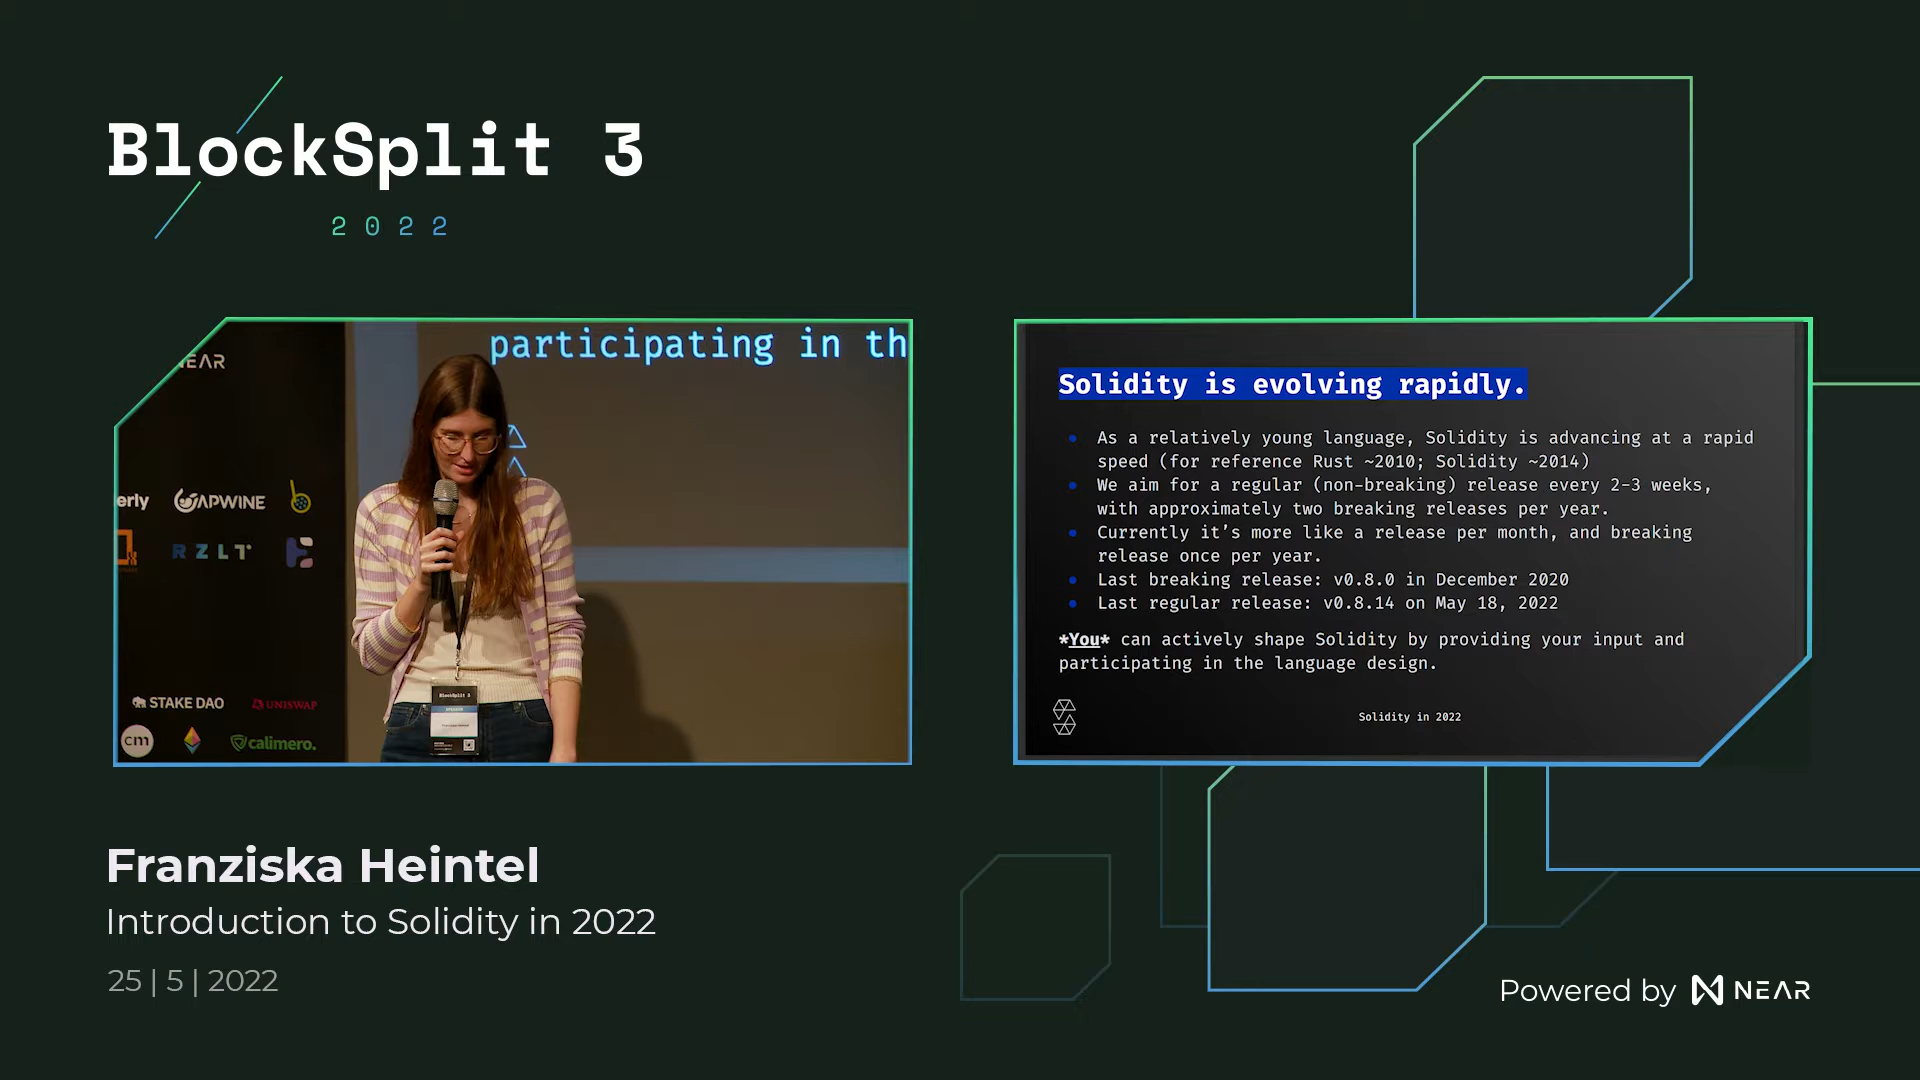 BlockSplit 3
2022
participating in th
NEAR
erly
APWINE
RZLT
STAKE DAO
UNISWAP
cm
calimero.
BlockSplit 3
Solidity is evolving rapidly.
As a relatively young language, Solidity is advancing at a rapid
speed (for reference Rust ~2010; Solidity ~2014)
We aim for a regular (non-breaking) release every 2-3 weeks,
with approximately two breaking releases per year.
Currently it's more like a release per month, and breaking
release once per year.
Last breaking release: v0.8.0 in December 2020
Last regular release: v0.8.14 on May 18, 2022
*You* can actively shape Solidity by providing your input and
participating in the language design.
Solidity in 2022
Franziska Heintel
Introduction to Solidity in 2022
25 | 5 | 2022
Powered by NEAR